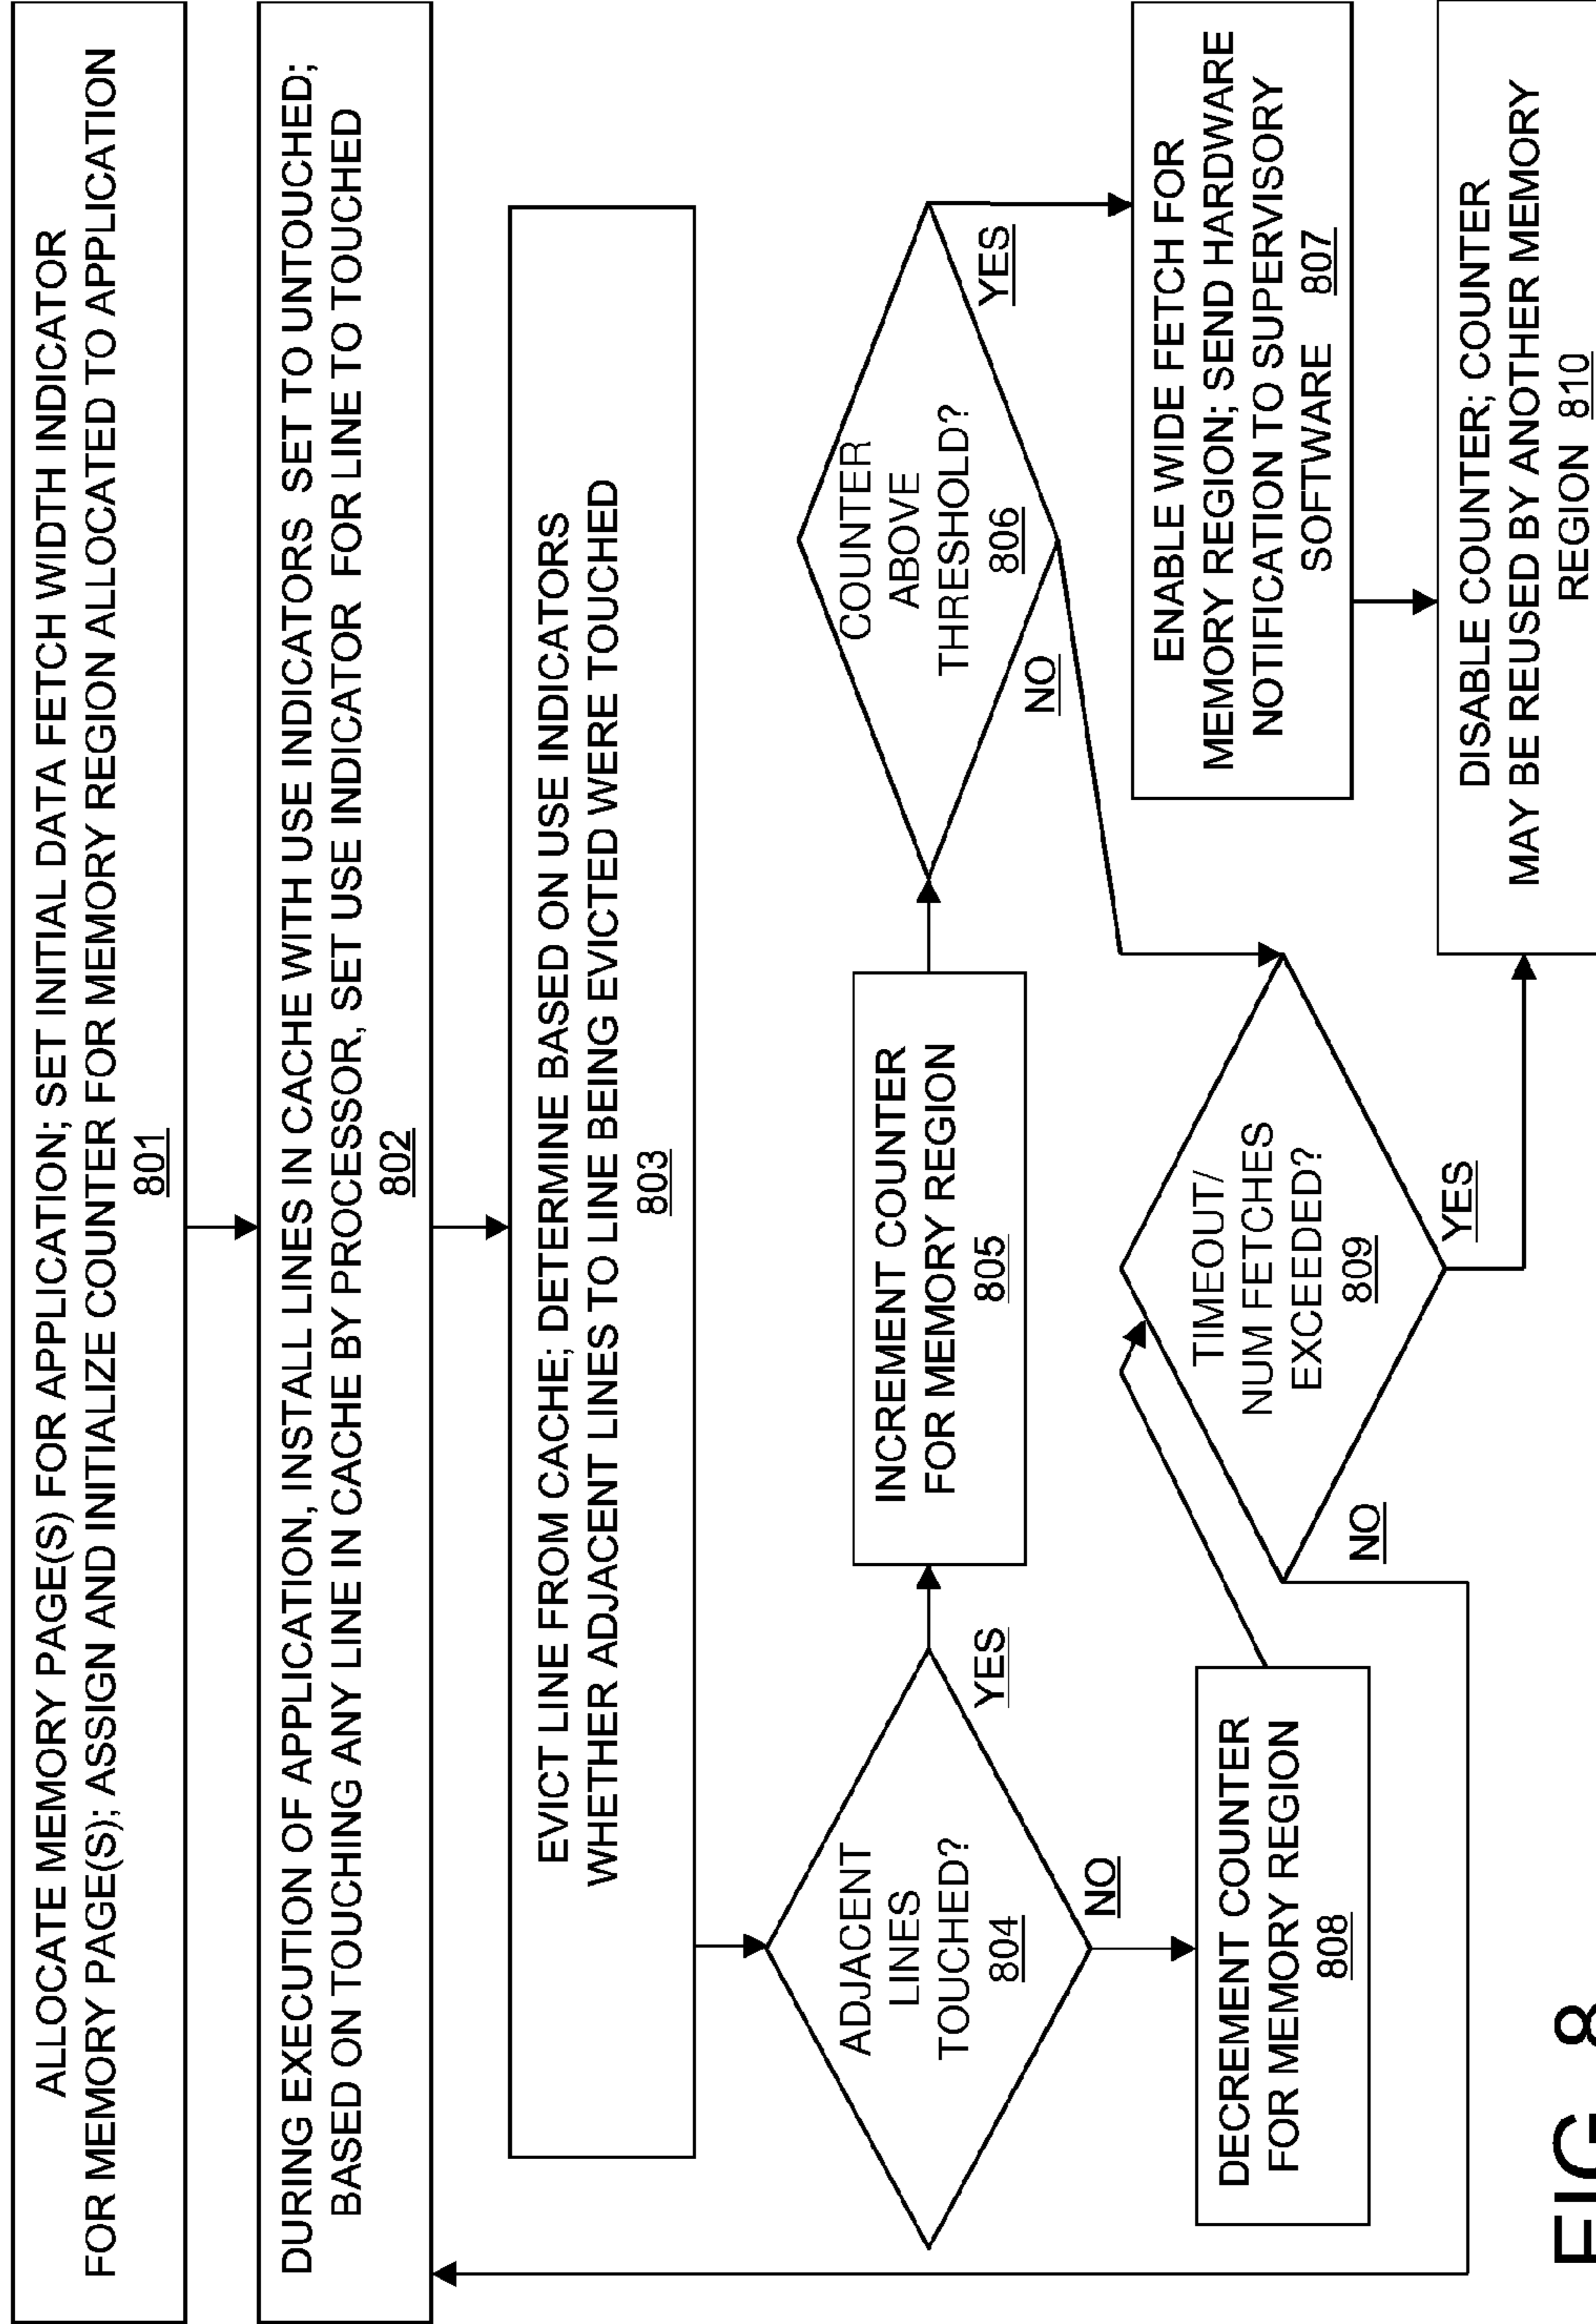 ALLOCATE MEMORY PAGE(S) FOR APPLICATION; SET INITIAL DATA FETCH WIDTH INDICATOR
FOR MEMORY PAGE(S); ASSIGN AND INITIALIZE COUNTER FOR MEMORY REGION ALLOCATED TO APPLICATION
801
DURING EXECUTION OF APPLICATION, INSTALL LINES IN CACHE WITH USE INDICATORS SET TO UNTOUCHED;
BASED ON TOUCHING ANY LINE IN CACHE BY PROCESSOR, SET USE INDICATOR FOR LINE TO TOUCHED
802
EVICT LINE FROM CACHE; DETERMINE BASED ON USE INDICATORS
WHETHER ADJACENT LINES TO LINE BEING EVICTED WERE TOUCHED
803
ADJACENT
LINES
TOUCHED?
804
YES
NO
INCREMENT COUNTER
FOR MEMORY REGION
805
COUNTER
ABOVE
THRESHOLD?
806
YES
NO
ENABLE WIDE FETCH FOR
MEMORY REGION; SEND HARDWARE
NOTIFICATION TO SUPERVISORY
SOFTWARE 807
DECREMENT COUNTER
FOR MEMORY REGION
808
TIMEOUT/
NUM FETCHES
EXCEEDED?
809
NO
YES
DISABLE COUNTER; COUNTER
MAY BE REUSED BY ANOTHER MEMORY
REGION 810
FIG. 8